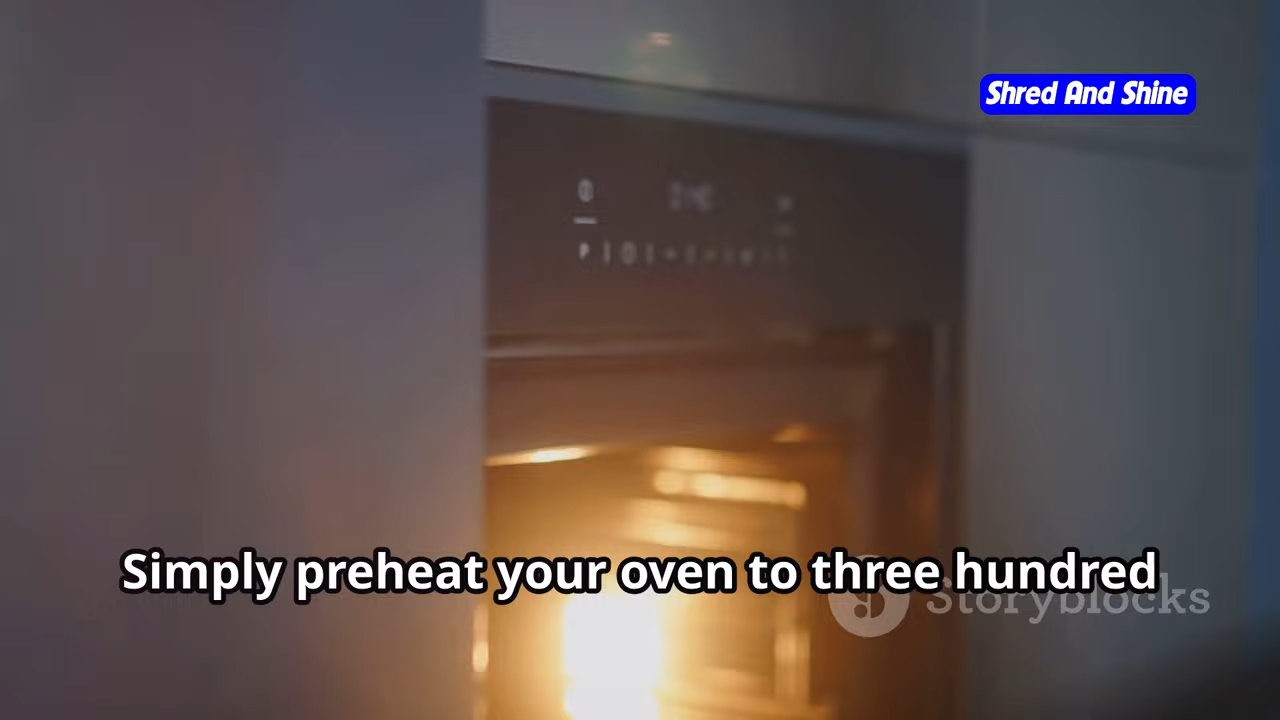 Shred And Shine
Simply preheat your oven to three hundred
Storyblocks